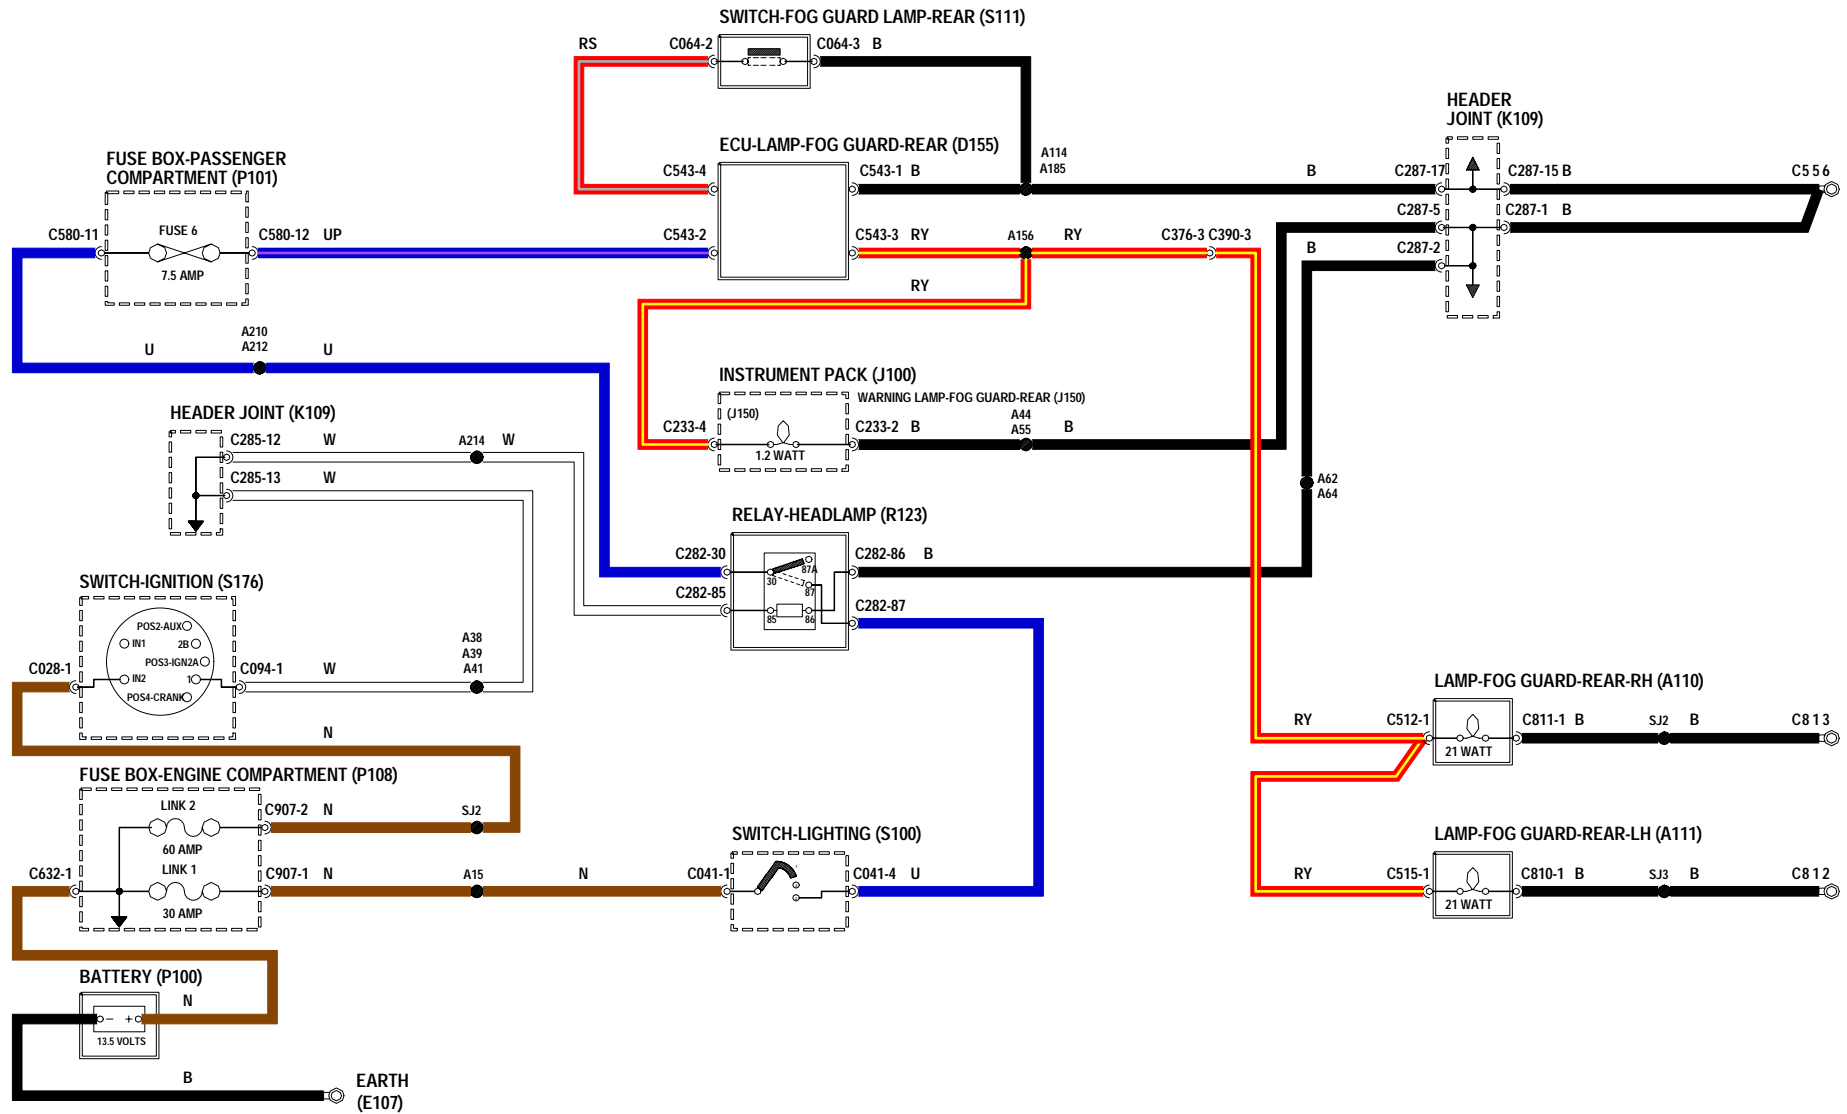 SWITCH-FOG GUARD LAMP-REAR (S111)
RS
C064-2
C064-3 B
HEADER
JOINT (K109)
ECU-LAMP-FOG GUARD-REAR (D155)
A114
A185
FUSE BOX-PASSENGER
COMPARTMENT (P101)
C543-4
C543-1 B
B
C287-17
C287-15 B
C556
C287-5
C287-1 B
C580-11
FUSE 6
7.5 AMP
C580-12 UP
C543-2
C543-3 RY
A156
RY
C376-3 C390-3
B
C287-2
RY
A210
A212
U
U
INSTRUMENT PACK (J100)
WARNING LAMP-FOG GUARD-REAR (J150)
(J150)
C233-4
1.2 WATT
C233-2 B
A44
A55
B
HEADER JOINT (K109)
C285-12
W
A214 W
C285-13
W
A62
A64
RELAY-HEADLAMP (R123)
C282-30
C282-86 B
87A
30
87
C282-85
85
86
C282-87
SWITCH-IGNITION (S176)
POS2-AUX
IN1
2B
POS3-IGN2A
IN2
1
POS4-CRANK
C028-1
C094-1
W
A38
A39
A41
N
LAMP-FOG GUARD-REAR-RH (A110)
RY
C512-1
21 WATT
C811-1 B
SJ2
B
C813
FUSE BOX-ENGINE COMPARTMENT (P108)
LINK 2
60 AMP
C907-2 N
SJ2
LINK 1
30 AMP
C632-1
C907-1 N
A15
N
SWITCH-LIGHTING (S100)
C041-1
C041-4 U
LAMP-FOG GUARD-REAR-LH (A111)
RY
C515-1
21 WATT
C810-1 B
SJ3
B
C812
BATTERY (P100)
N
- +
13.5 VOLTS
B
EARTH
(E107)